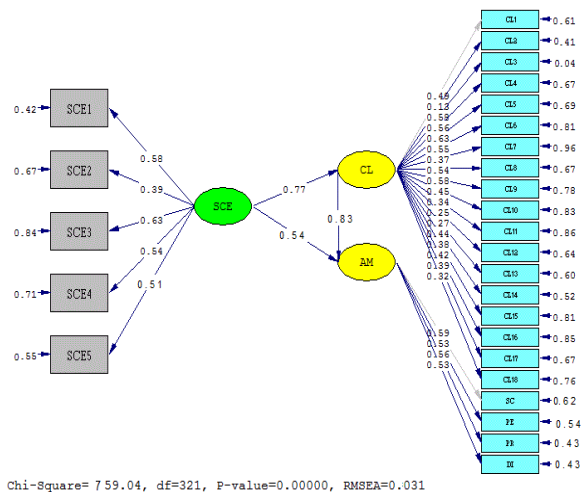 0.42 SCE1
0.67 SCE2
0.84 SCE3
0.71 SCE4
0.55 SCE5
0.58
0.39
0.63
0.54
0.51
SCE
0.77
0.54
CL
0.83
AM
0.49
0.13
0.59
0.56
0.63
0.55
0.37
0.54
0.58
0.45
0.34
0.25
0.27
0.44
0.38
0.42
0.39
0.32
0.59
0.53
0.56
0.53
CL1 0.61
CL2 0.41
CL3 0.04
CL4 0.67
CL5 0.69
CL6 0.81
CL7 0.96
CL8 0.67
CL9 0.78
CL10 0.83
CL11 0.86
CL12 0.64
CL13 0.60
CL14 0.52
CL15 0.81
CL16 0.85
CL17 0.67
CL18 0.76
SC 0.62
PE 0.54
PR 0.43
DI 0.43
Chi-Square= 759.04, df=321, P-value=0.00000, RMSEA=0.031